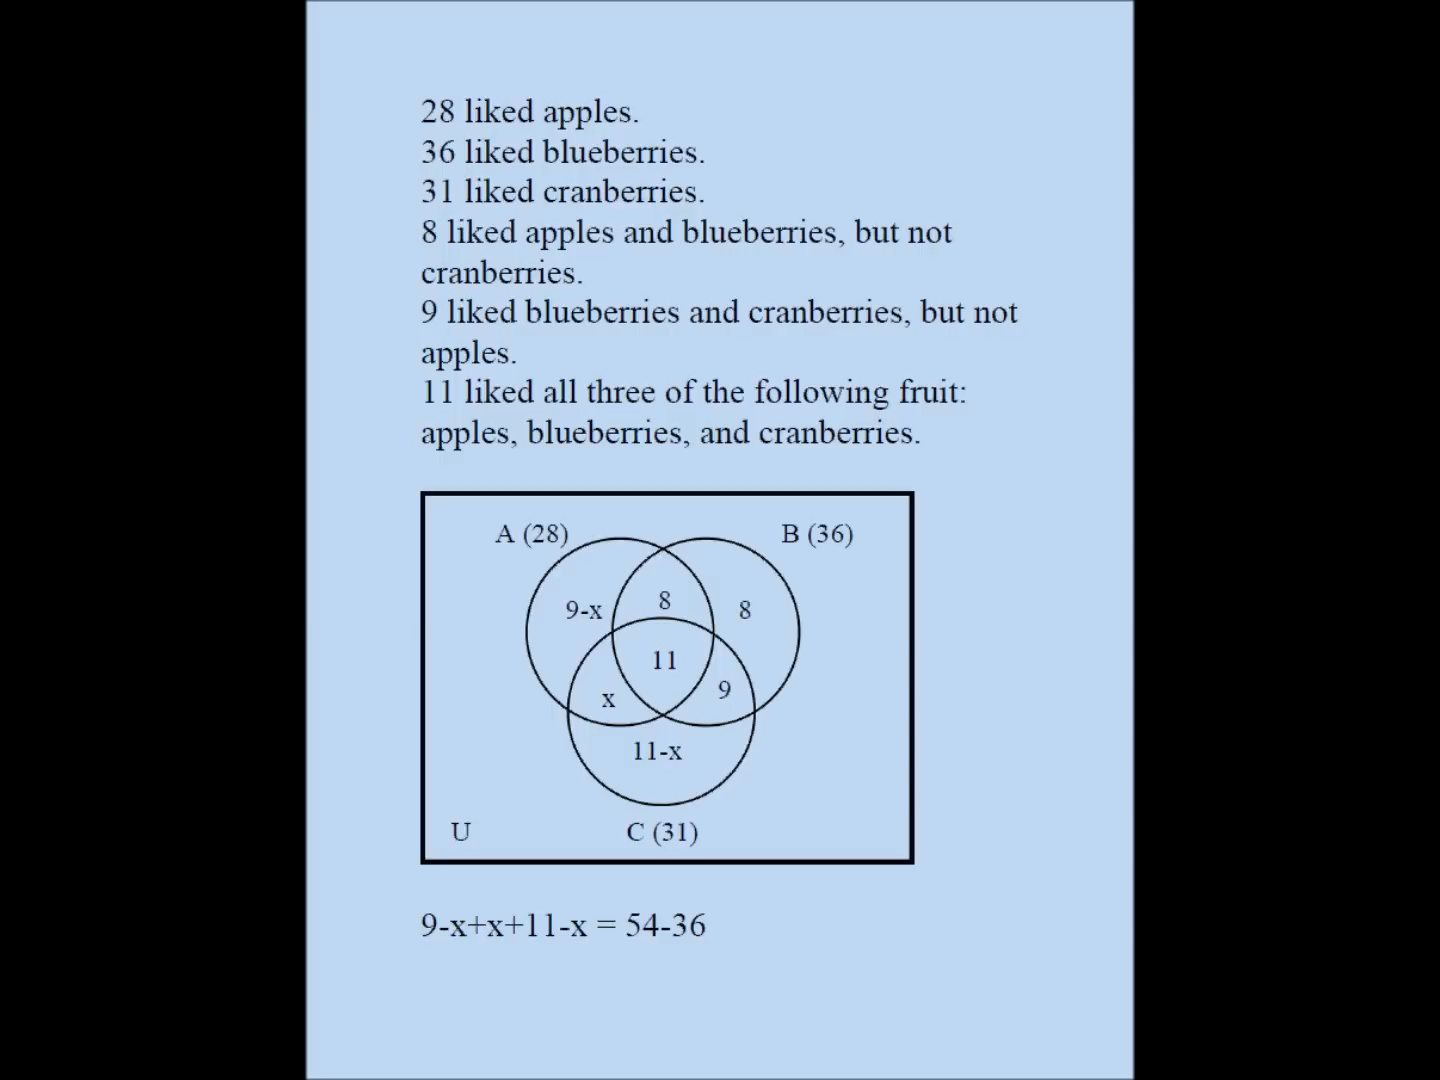 28 liked apples.
36 liked blueberries.
31 liked cranberries.
8 liked apples and blueberries, but not
cranberries.
9 liked blueberries and cranberries, but not
apples.
11 liked all three of the following fruit:
apples, blueberries, and cranberries.
A (28)
B (36)
9-x
8
8
11
x
9
11-x
U
C (31)
9-x+x+11-x = 54-36